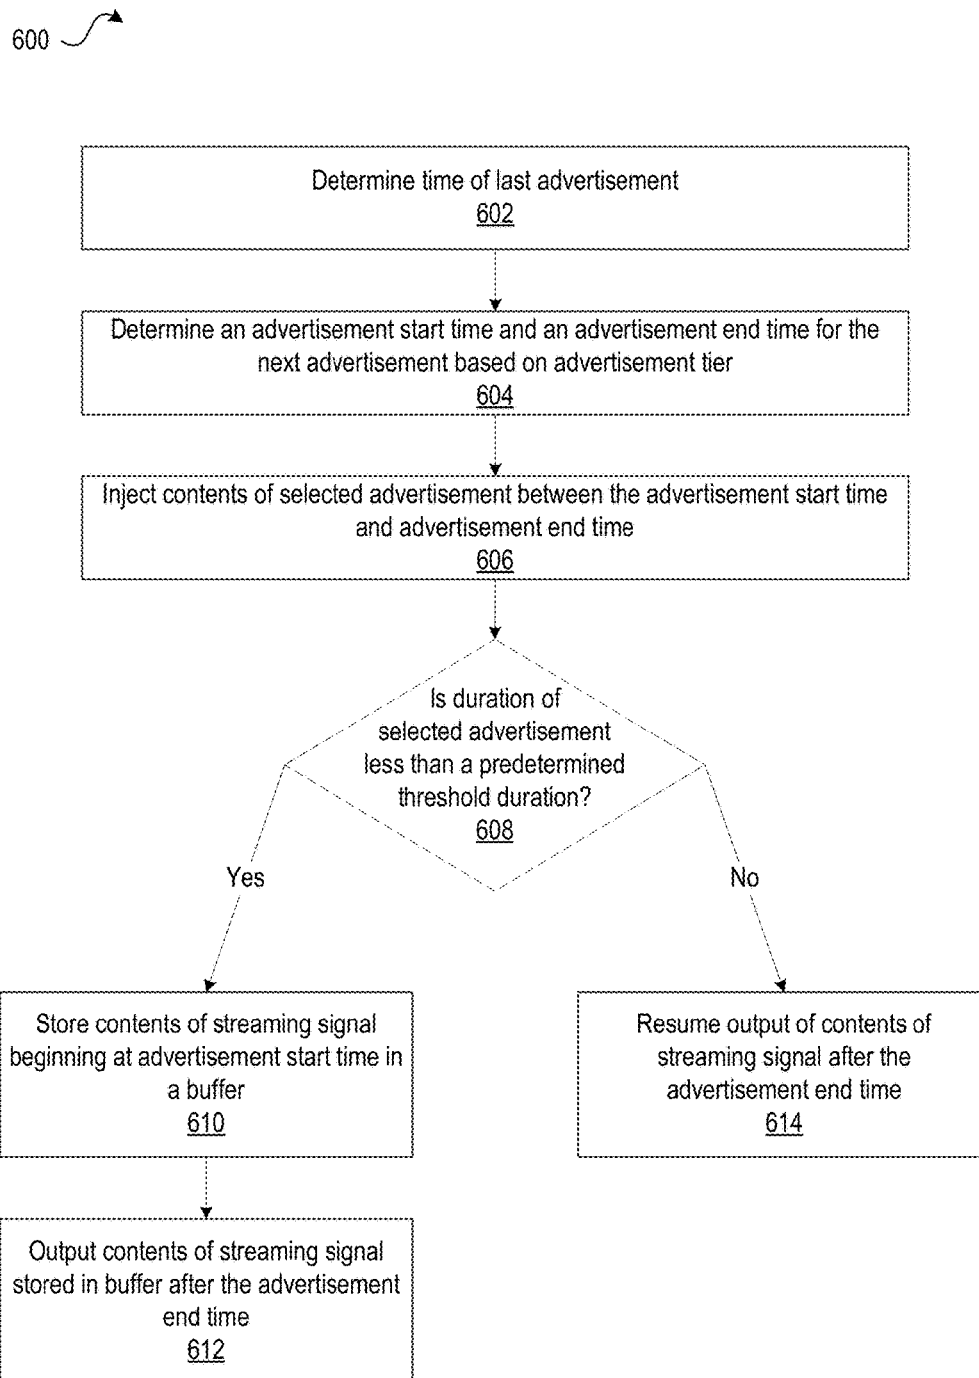 600
Determine time of last advertisement
602
Determine an advertisement start time and an advertisement end time for the
next advertisement based on advertisement tier
604
Inject contents of selected advertisement between the advertisement start time
and advertisement end time
606
Is duration of
selected advertisement
less than a predetermined
threshold duration?
608
Yes
No
Store contents of streaming signal
beginning at advertisement start time in
a buffer
610
Resume output of contents of
streaming signal after the
advertisement end time
614
Output contents of streaming signal
stored in buffer after the advertisement
end time
612